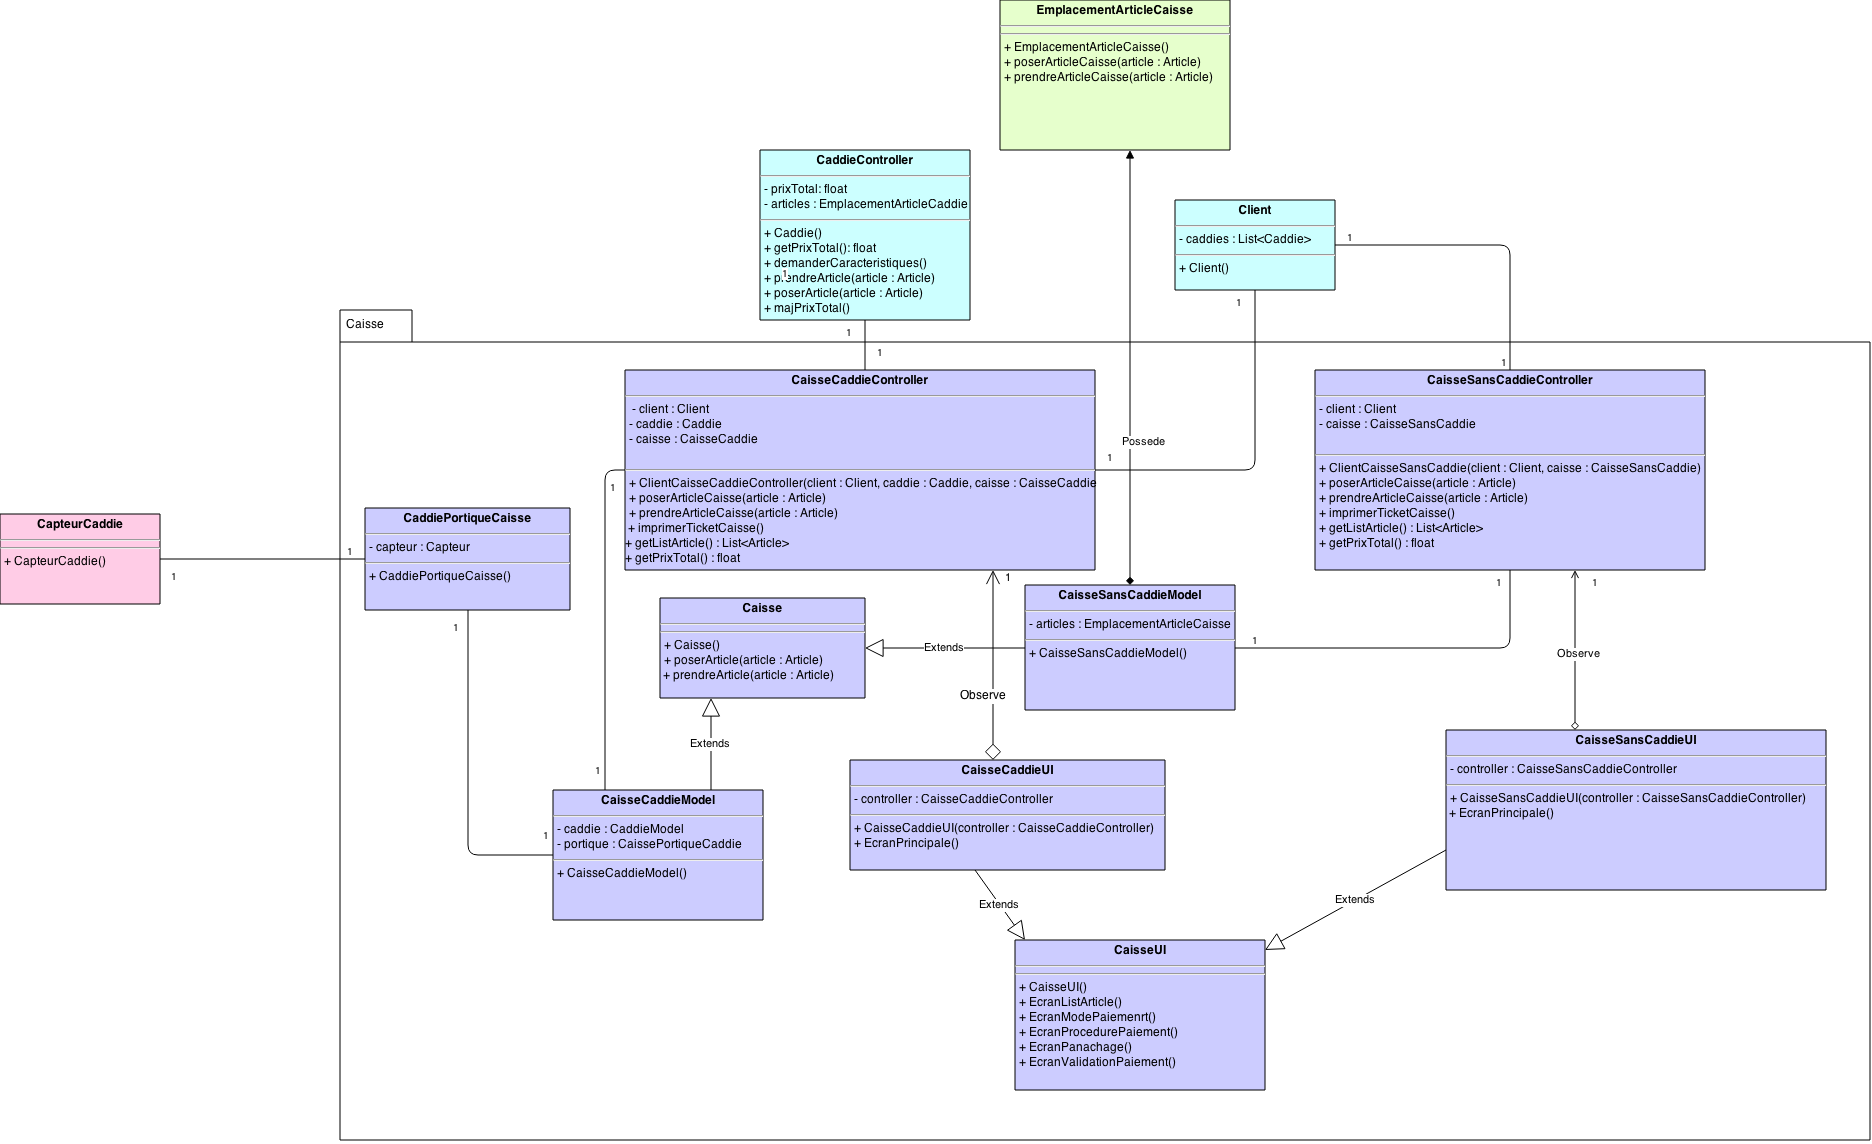 EmplacementArticleCaisse
+ EmplacementArticleCaisse()
+ poserArticleCaisse(article : Article)
+ prendreArticleCaisse(article : Article)
CaddieController
- prixTotal: float
- articles : EmplacementArticleCaddie
+ Caddie()
+ getPrixTotal(): float
+ demanderCaracteristiques()
+ prendreArticle(article : Article)
1
+ poserArticle(article : Article)
+ majPrixTotal()
Client
- caddies : List<Caddie>
+ Client()
1
1
1
1
1
Caisse
CaisseCaddieController
- client : Client
- caddie : Caddie
- caisse : CaisseCaddie
+ ClientCaisseCaddieController(client : Client, caddie : Caddie, caisse : CaisseCaddie
+ poserArticleCaisse(article : Article)
+ prendreArticleCaisse(article : Article)
+ imprimerTicketCaisse()
+ getListArticle() : List<Article>
+ getPrixTotal() : float
1
1
1
Possede
CaisseSansCaddieController
- client : Client
- caisse : CaisseSansCaddie
+ ClientCaisseSansCaddie(client : Client, caisse : CaisseSansCaddie)
+ poserArticleCaisse(article : Article)
+ prendreArticleCaisse(article : Article)
+ imprimerTicketCaisse()
+ getListArticle() : List<Article>
+ getPrixTotal() : float
1
1
CapteurCaddie
+ CapteurCaddie()
1
1
CaddiePortiqueCaisse
- capteur : Capteur
+ CaddiePortiqueCaisse()
1
Caisse
+ Caisse()
+ poserArticle(article : Article)
+ prendreArticle(article : Article)
Extends
CaisseSansCaddieModel
- articles : EmplacementArticleCaisse
+ CaisseSansCaddieModel()
1
Observe
Observe
Extends
1
1
CaisseCaddieModel
- caddie : CaddieModel
- portique : CaissePortiqueCaddie
+ CaisseCaddieModel()
CaisseCaddieUI
- controller : CaisseCaddieController
+ CaisseCaddieUI(controller : CaisseCaddieController)
+ EcranPrincipale()
CaisseSansCaddieUI
- controller : CaisseSansCaddieController
+ CaisseSansCaddieUI(controller : CaisseSansCaddieController)
+ EcranPrincipale()
Extends
Extends
CaisseUI
+ CaisseUI()
+ EcranListArticle()
+ EcranModePaiemenrt()
+ EcranProcedurePaiement()
+ EcranPanachage()
+ EcranValidationPaiement()